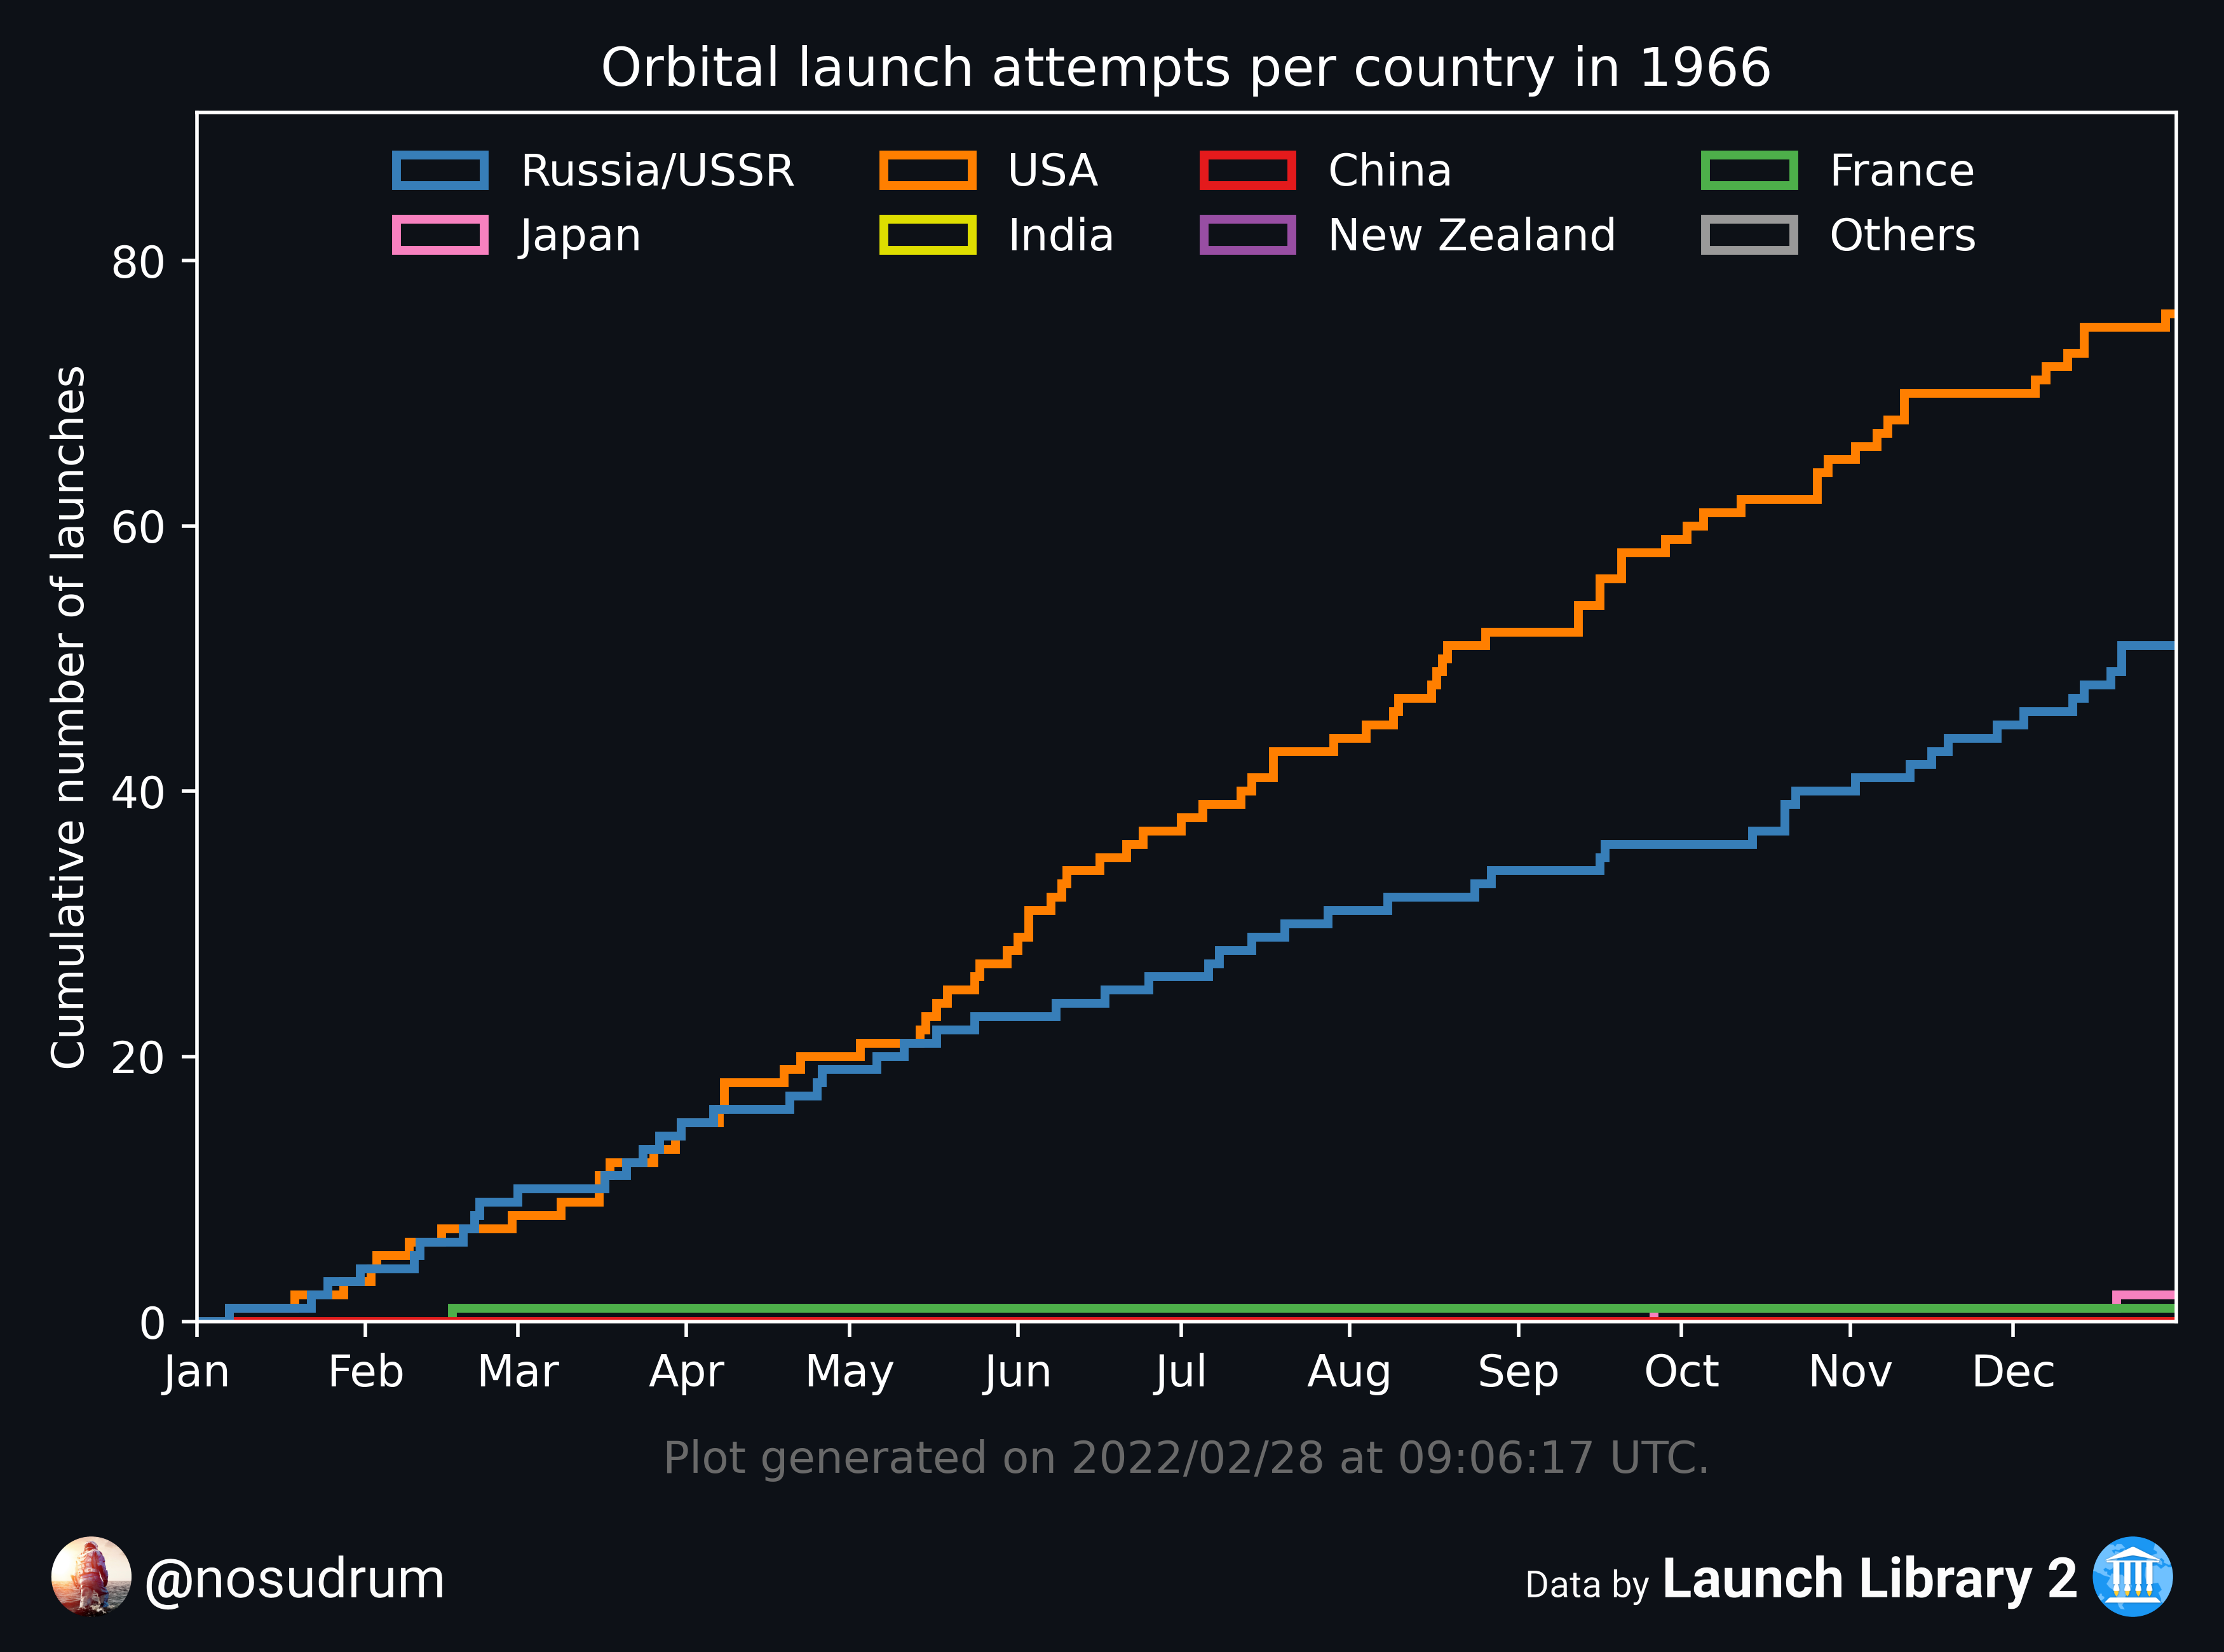 Orbital launch attempts per country in 1966
Russia/USSR USA China France
Japan India New Zealand Others
Cumulative number of launches
80
60
40
20
0
Jan Feb Mar Apr May Jun Jul Aug Sep Oct Nov Dec
Plot generated on 2022/02/28 at 09:06:17 UTC.
@nosudrum
Data by Launch Library 2